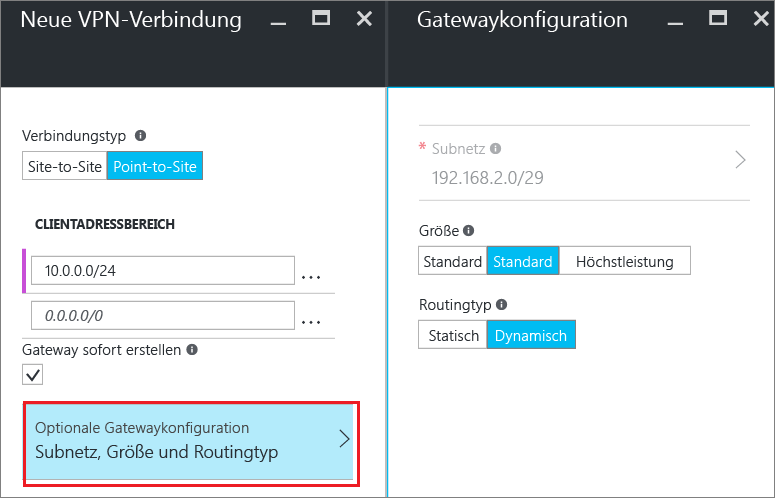 Neue VPN-Verbindung
Verbindungstyp
Site-to-Site Point-to-Site
CLIENTADRESSBEREICH
10.0.0.0/24 ...
0.0.0.0/0 ...
Gateway sofort erstellen
Optionale Gatewaykonfiguration
Subnetz, Größe und Routingtyp
Gatewaykonfiguration
* Subnetz
192.168.2.0/29
Größe
Standard Standard Höchstleistung
Routingtyp
Statisch Dynamisch